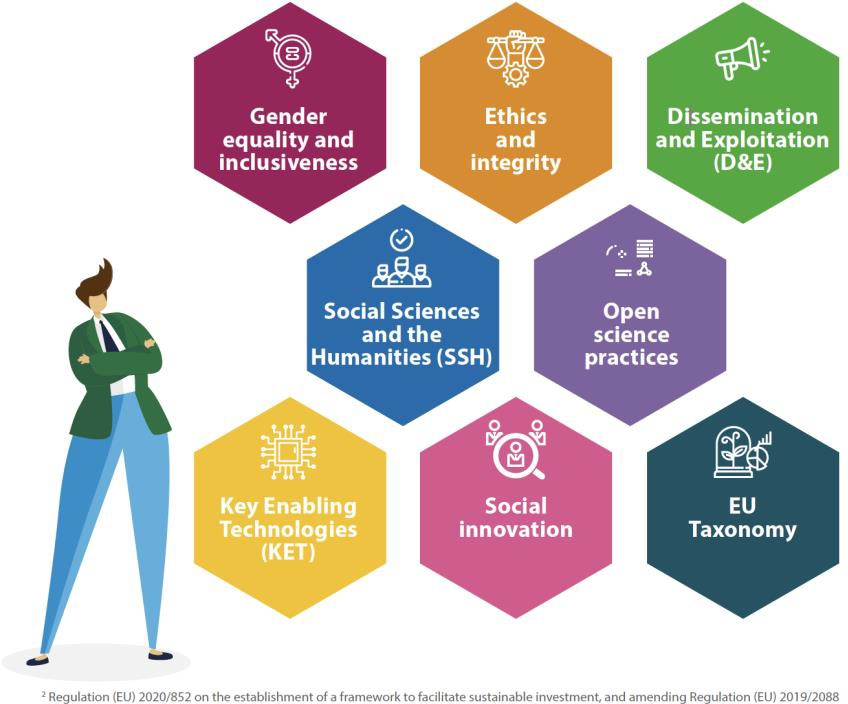 Gender
equality and
inclusiveness
Ethics
and
integrity
Dissemination
and Exploitation
(D&E)
Social Sciences
and the
Humanities (SSH)
Open
science
practices
Key Enabling
Technologies
(KET)
Social
innovation
EU
Taxonomy
² Regulation (EU) 2020/852 on the establishment of a framework to facilitate sustainable investment, and amending Regulation (EU) 2019/2088